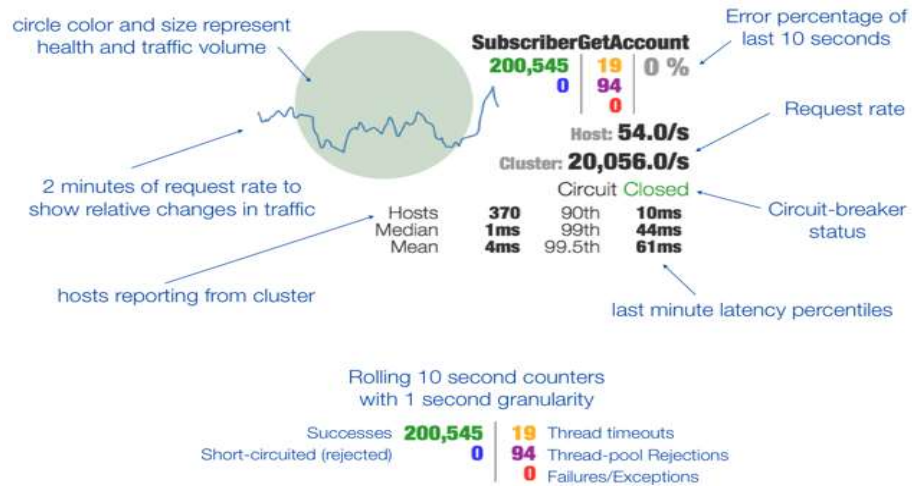 circle color and size represent
health and traffic volume
Error percentage of
last 10 seconds
SubscriberGetAccount
200,545 19 0 %
0 94
0
Request rate
Host: 54.0/s
Cluster: 20,056.0/s
2 minutes of request rate to
show relative changes in traffic
Circuit Closed
Circuit-breaker
status
Hosts 370 90th 10ms
Median 1ms 99th 44ms
Mean 4ms 99.5th 61ms
hosts reporting from cluster
last minute latency percentiles
Rolling 10 second counters
with 1 second granularity
Successes 200,545 19 Thread timeouts
Short-circuited (rejected) 0 94 Thread-pool Rejections
0 Failures/Exceptions